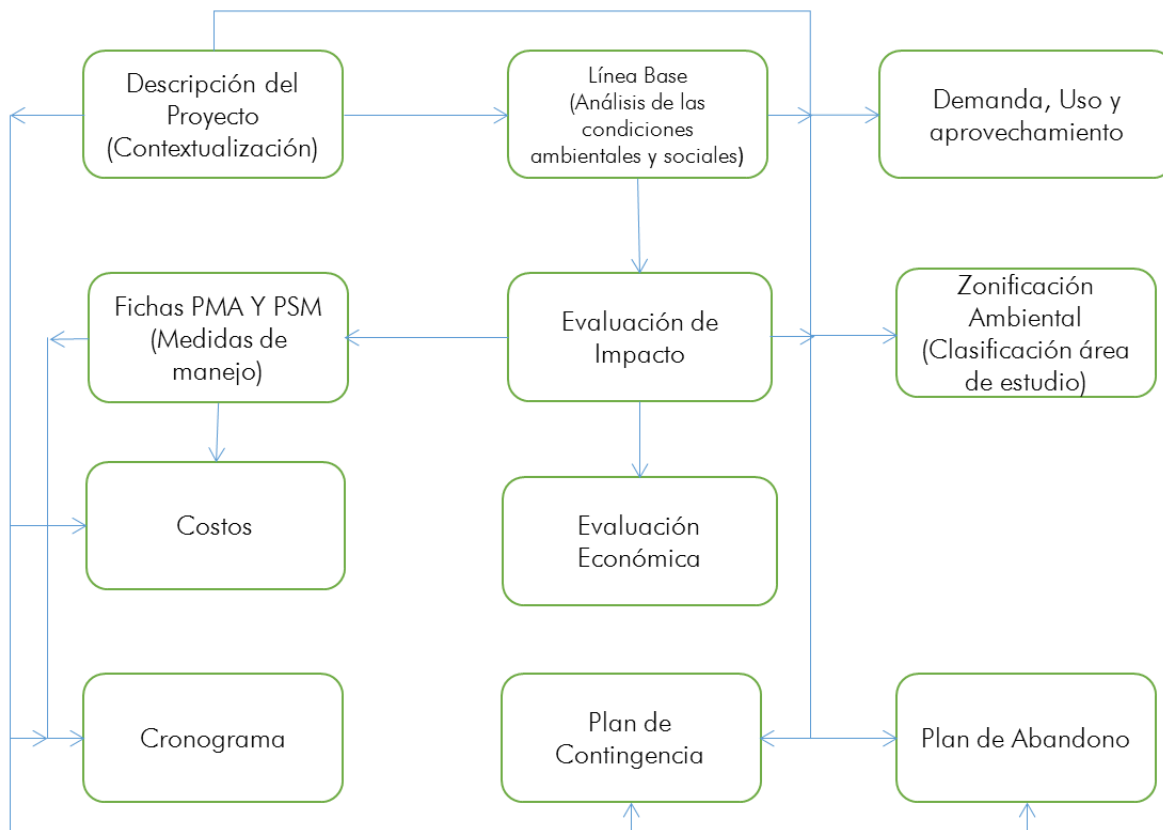 Descripción del
Proyecto
(Contextualización)
Línea Base
(Análisis de las
condiciones
ambientales y sociales)
Demanda, Uso y
aprovechamiento
Fichas PMA Y PSM
(Medidas de
manejo)
Evaluación de
Impacto
Zonificación
Ambiental
(Clasificación área
de estudio)
Costos
Evaluación
Económica
Cronograma
Plan de
Contingencia
Plan de Abandono